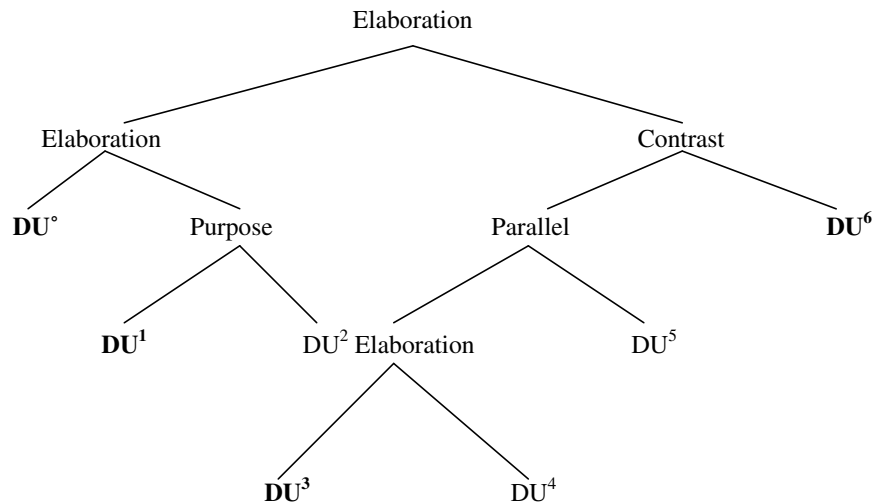 Elaboration
Elaboration Contrast
DU° Purpose Parallel DU⁶
DU¹ DU² Elaboration DU⁵
DU³ DU⁴